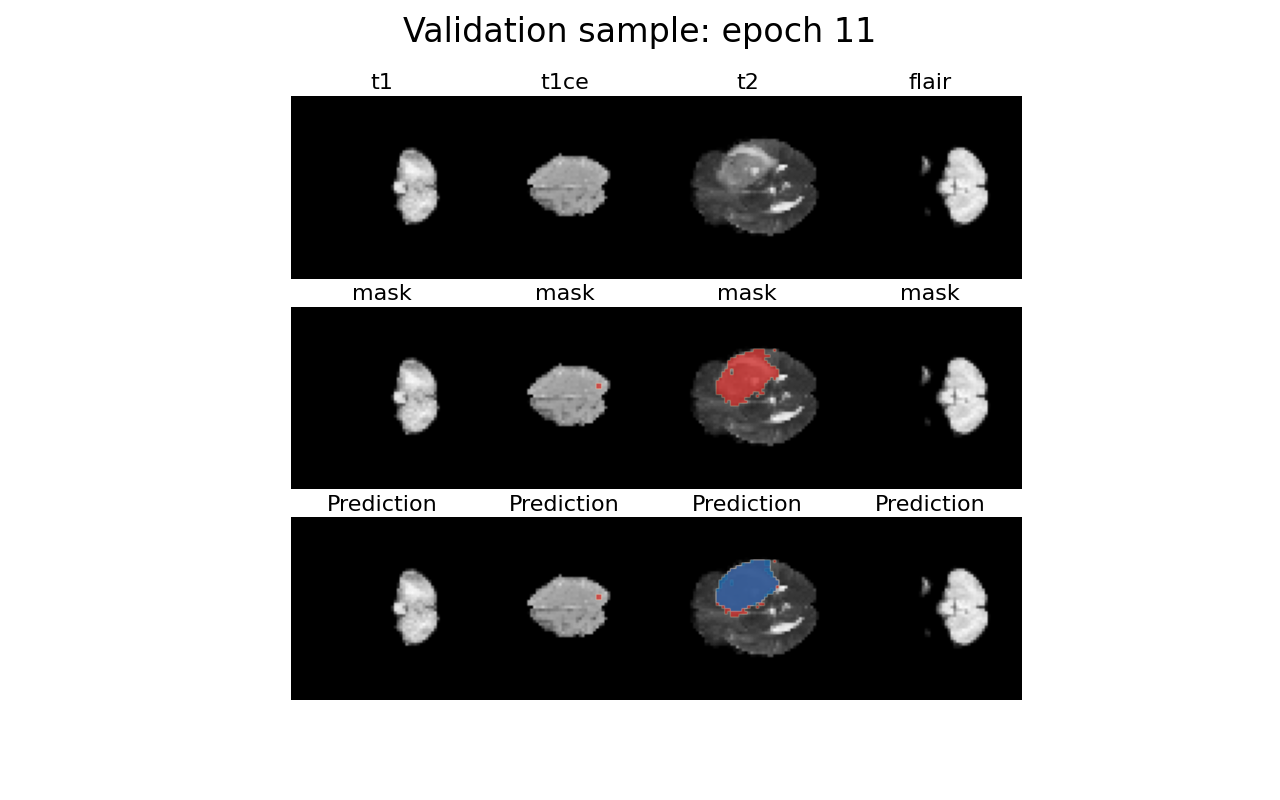 Validation sample: epoch 11
t1 t1ce t2 flair
mask mask mask mask
Prediction Prediction Prediction Prediction